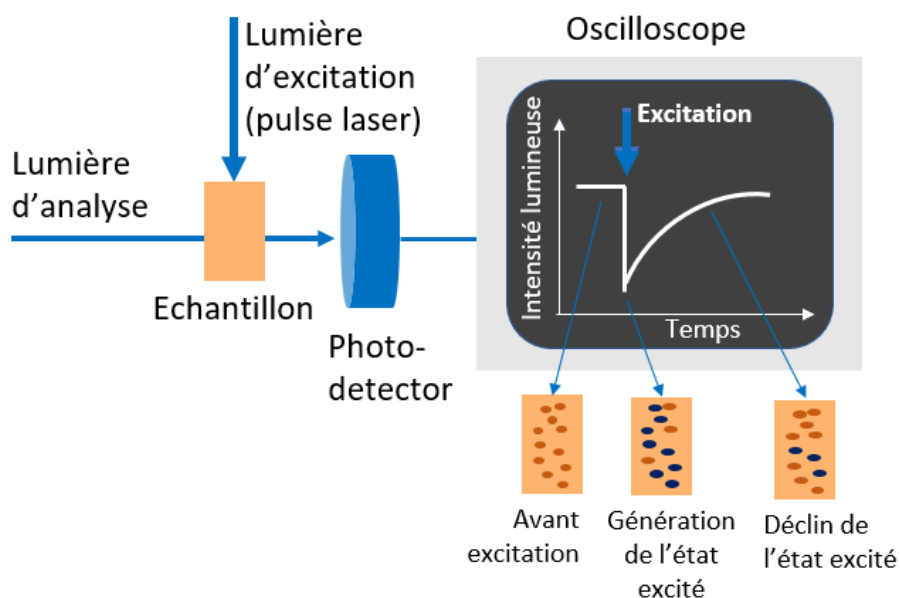 Oscilloscope
Lumière
d’excitation
(pulse laser)
Lumière
d’analyse
Echantillon
Photo-
detector
Intensité lumineuse
Excitation
Temps
Avant
excitation
Génération
de l’état
excité
Déclin de
l’état excité